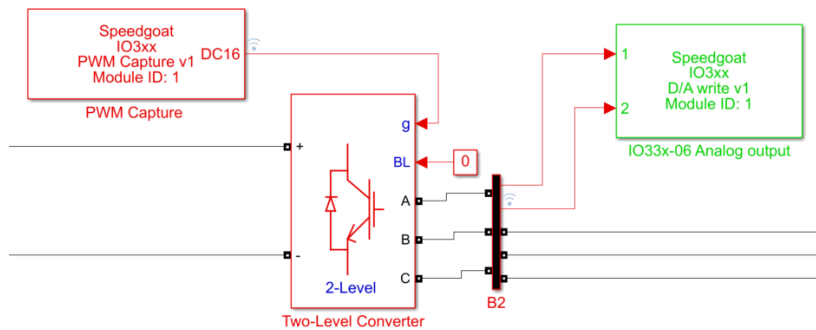 Speedgoat
IO3xx
PWM Capture v1
Module ID: 1
DC16
PWM Capture
Speedgoat
IO3xx
D/A write v1
Module ID: 1
1
2
IO33x-06 Analog output
g
BL
0
+
-
A
B
C
2-Level
Two-Level Converter
B2